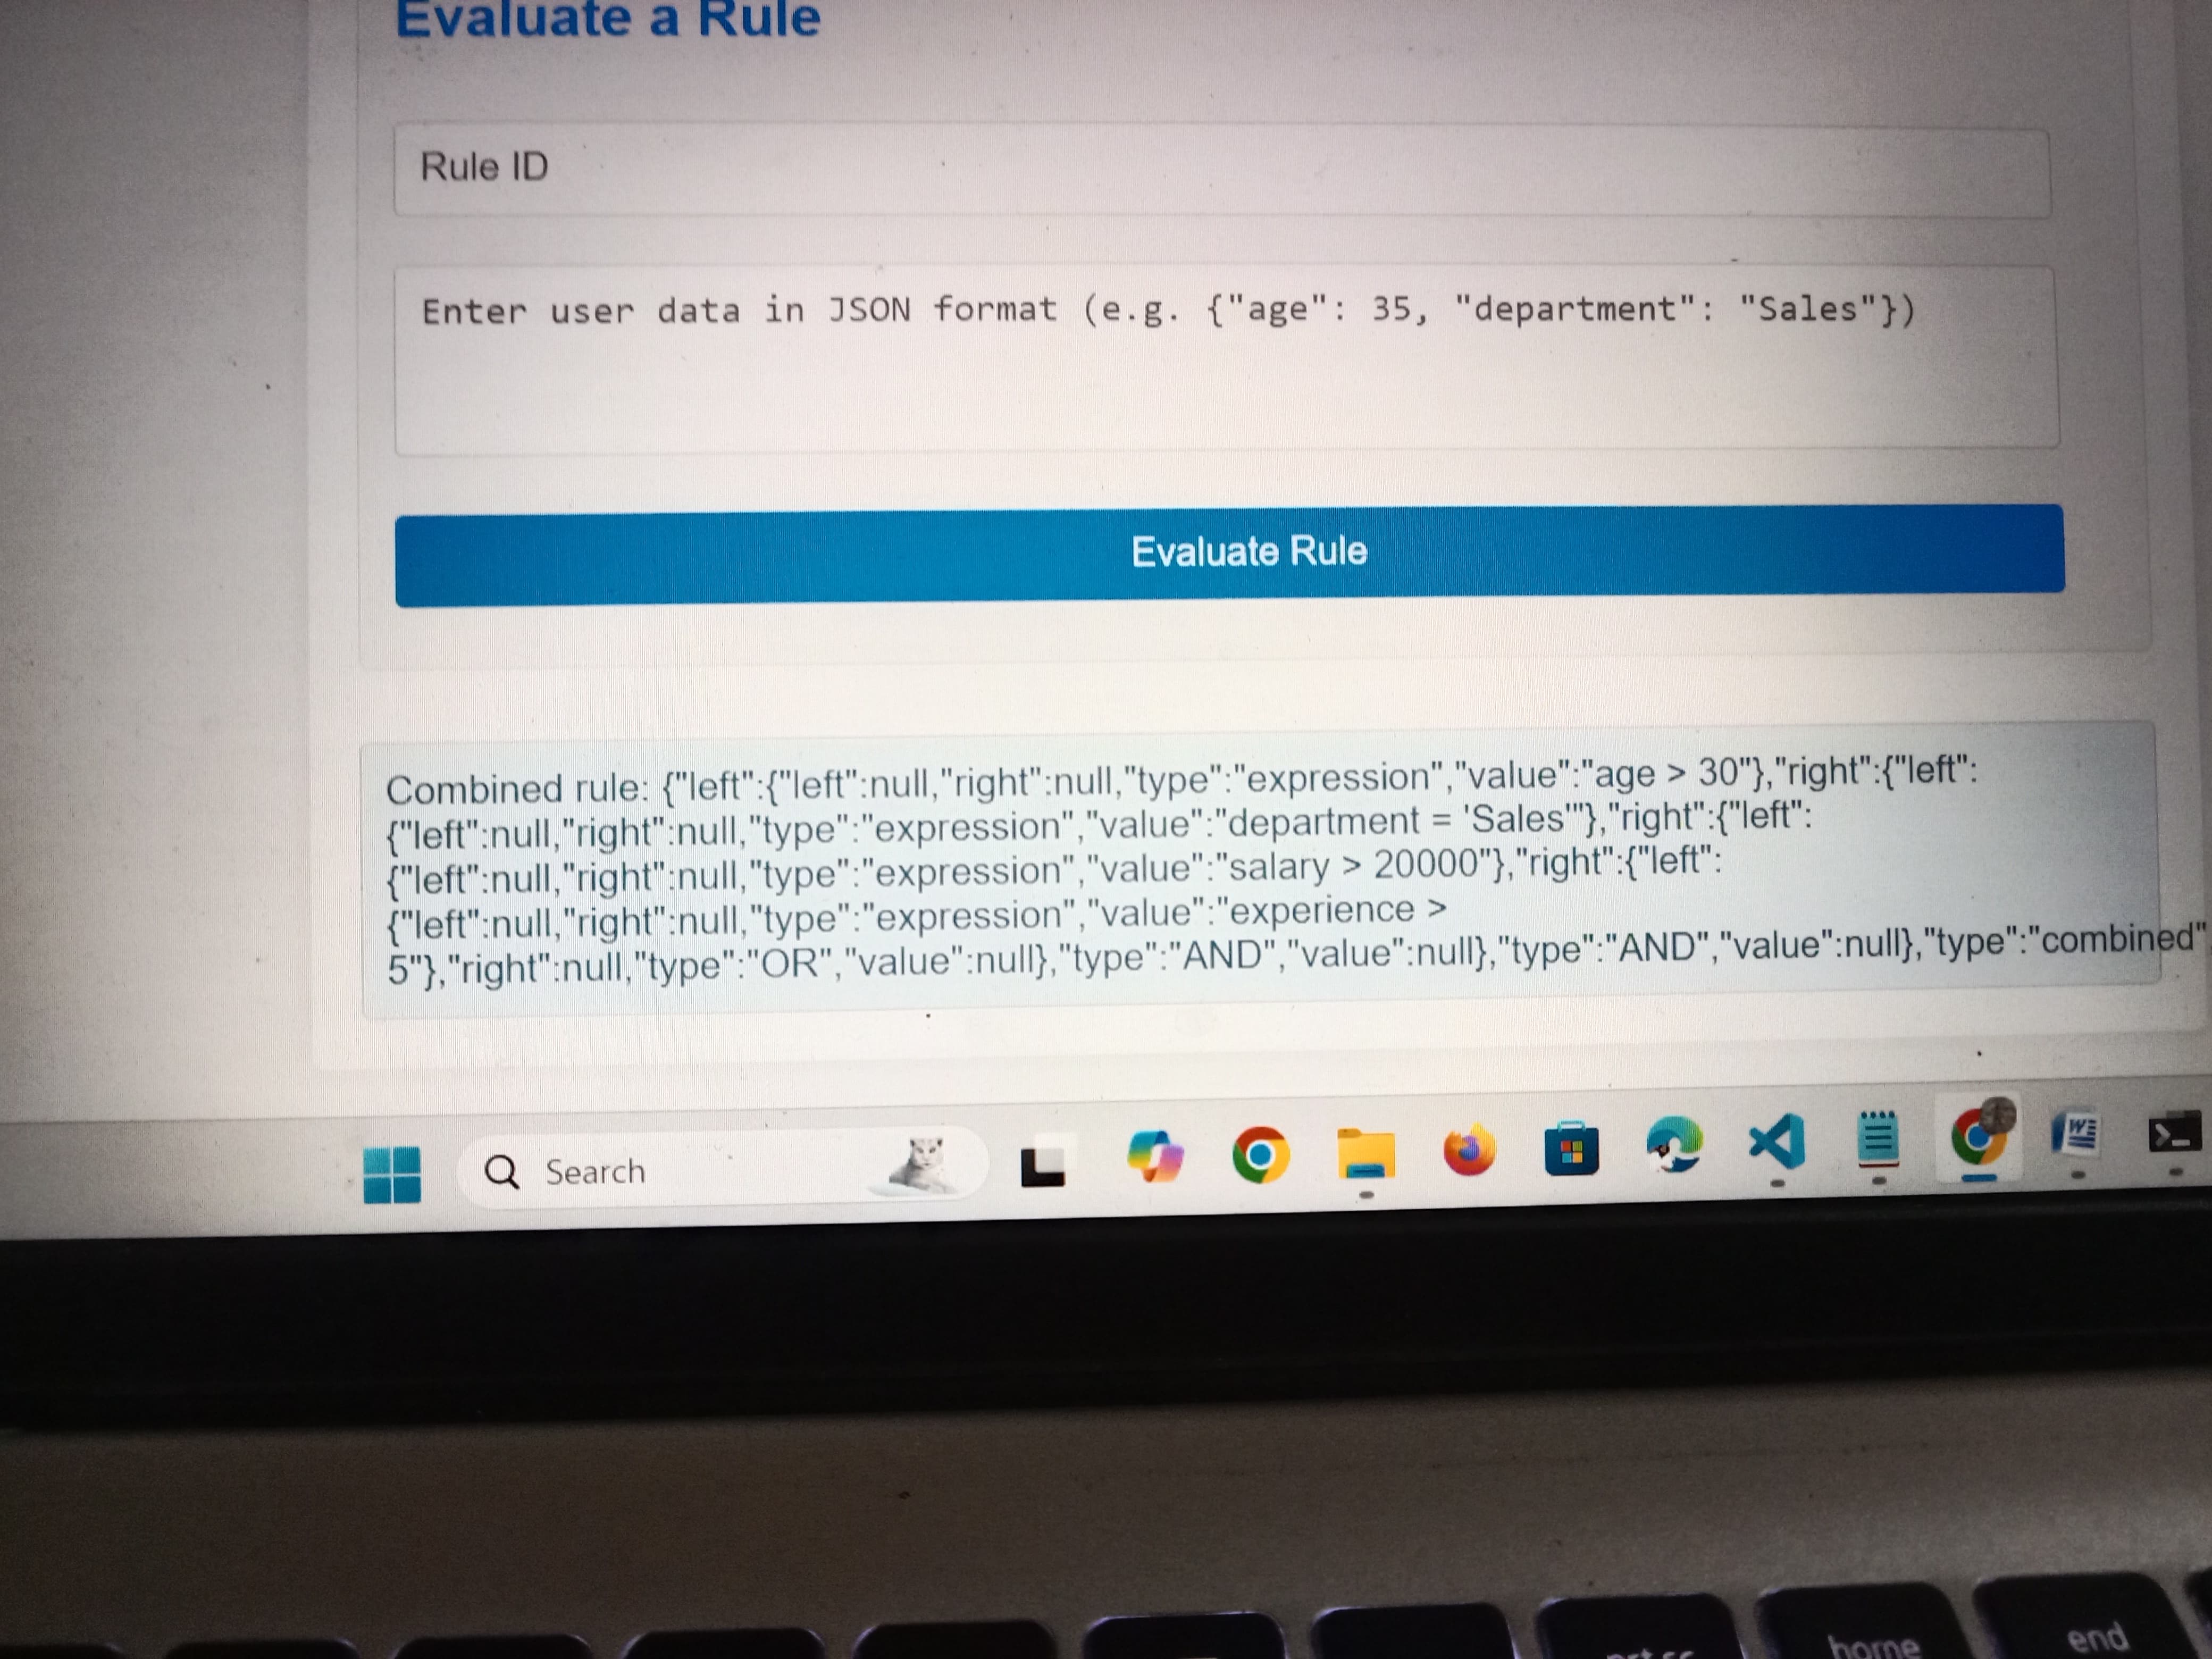 Evaluate a Rule
Rule ID
Enter user data in JSON format (e.g. {"age": 35, "department": "Sales"})
Evaluate Rule
Combined rule: {"left":{"left":null,"right":null,"type":"expression","value":"age > 30"},"right":{"left":
{"left":null,"right":null,"type":"expression","value":"department = 'Sales'"},"right":{"left":
{"left":null,"right":null,"type":"expression","value":"salary > 20000"},"right":{"left":
{"left":null,"right":null,"type":"expression","value":"experience >
5"},"right":null,"type":"OR","value":null},"type":"AND","value":null},"type":"AND","value":null},"type":"combined"
Search
home
end